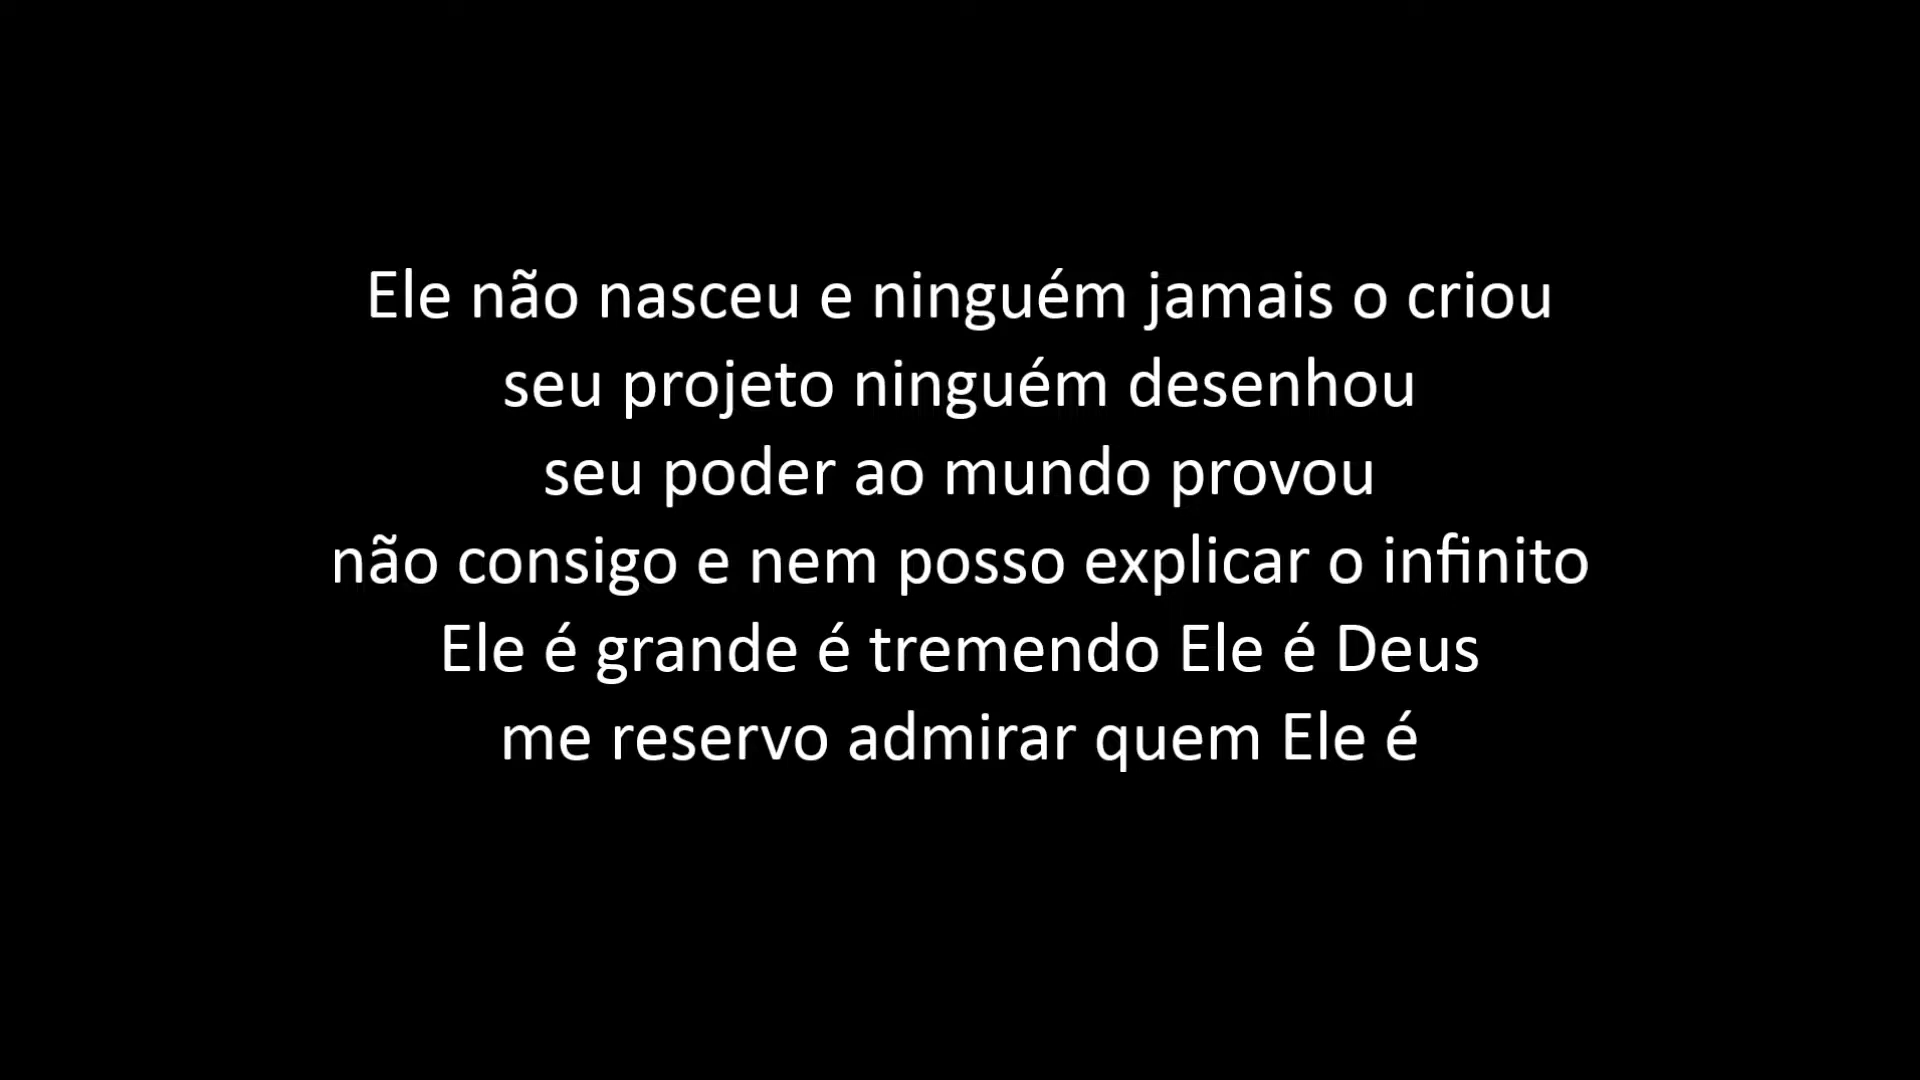 Ele não nasceu e ninguém jamais o criou
seu projeto ninguém desenhou
seu poder ao mundo provou
não consigo e nem posso explicar o infinito
Ele é grande é tremendo Ele é Deus
me reservo admirar quem Ele é